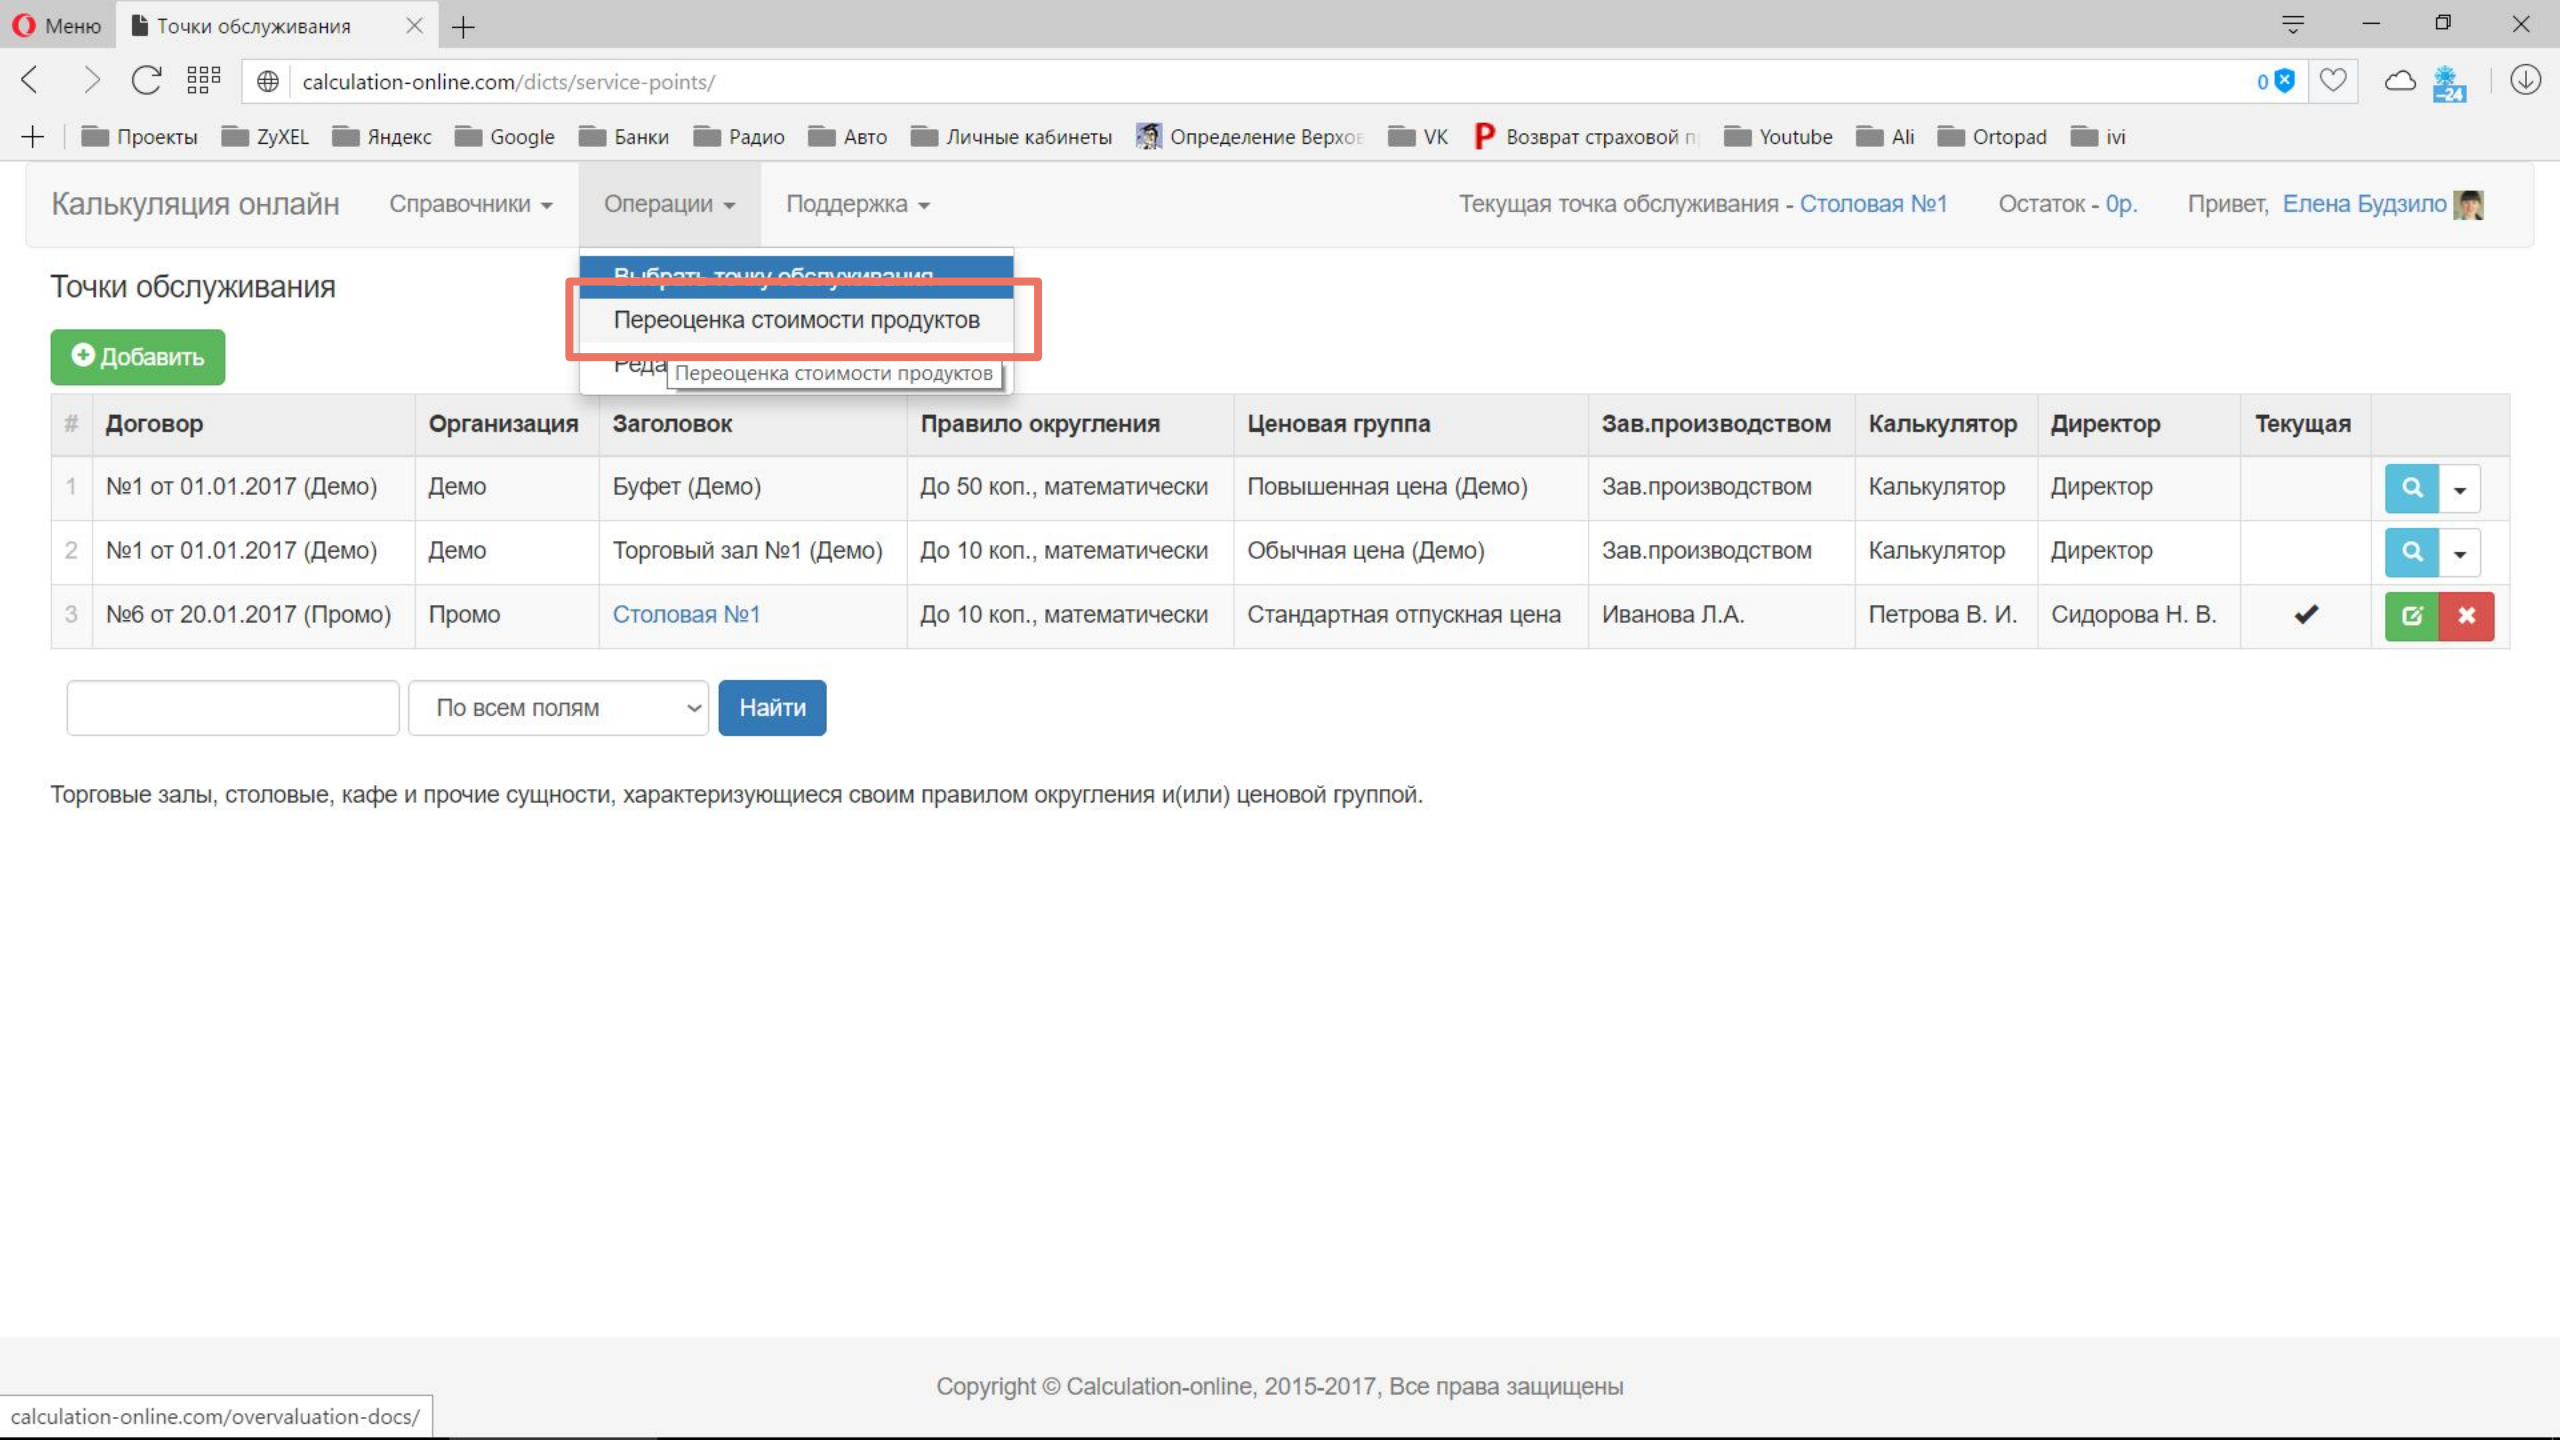 Меню Точки обслуживания
calculation-online.com/dicts/service-points/ 0 -24
Проекты ZyXEL Яндекс Google Банки Радио Авто Личные кабинеты Определение Верхов VK Возврат страховой п Youtube Ali Ortopad ivi
Калькуляция онлайн Справочники Операции Поддержка Текущая точка обслуживания - Столовая №1 Остаток - 0р. Привет, Елена Будзило
Выбрать точку обслуживания
Точки обслуживания
Переоценка стоимости продуктов
Добавить
Реда Переоценка стоимости продуктов
# Договор Организация Заголовок Правило округления Ценовая группа Зав.производством Калькулятор Директор Текущая
1 №1 от 01.01.2017 (Демо) Демо Буфет (Демо) До 50 коп., математически Повышенная цена (Демо) Зав.производством Калькулятор Директор
2 №1 от 01.01.2017 (Демо) Демо Торговый зал №1 (Демо) До 10 коп., математически Обычная цена (Демо) Зав.производством Калькулятор Директор
3 №6 от 20.01.2017 (Промо) Промо Столовая №1 До 10 коп., математически Стандартная отпускная цена Иванова Л.А. Петрова В. И. Сидорова Н. В.
По всем полям Найти
Торговые залы, столовые, кафе и прочие сущности, характеризующиеся своим правилом округления и(или) ценовой группой.
Copyright © Calculation-online, 2015-2017, Все права защищены
calculation-online.com/overvaluation-docs/